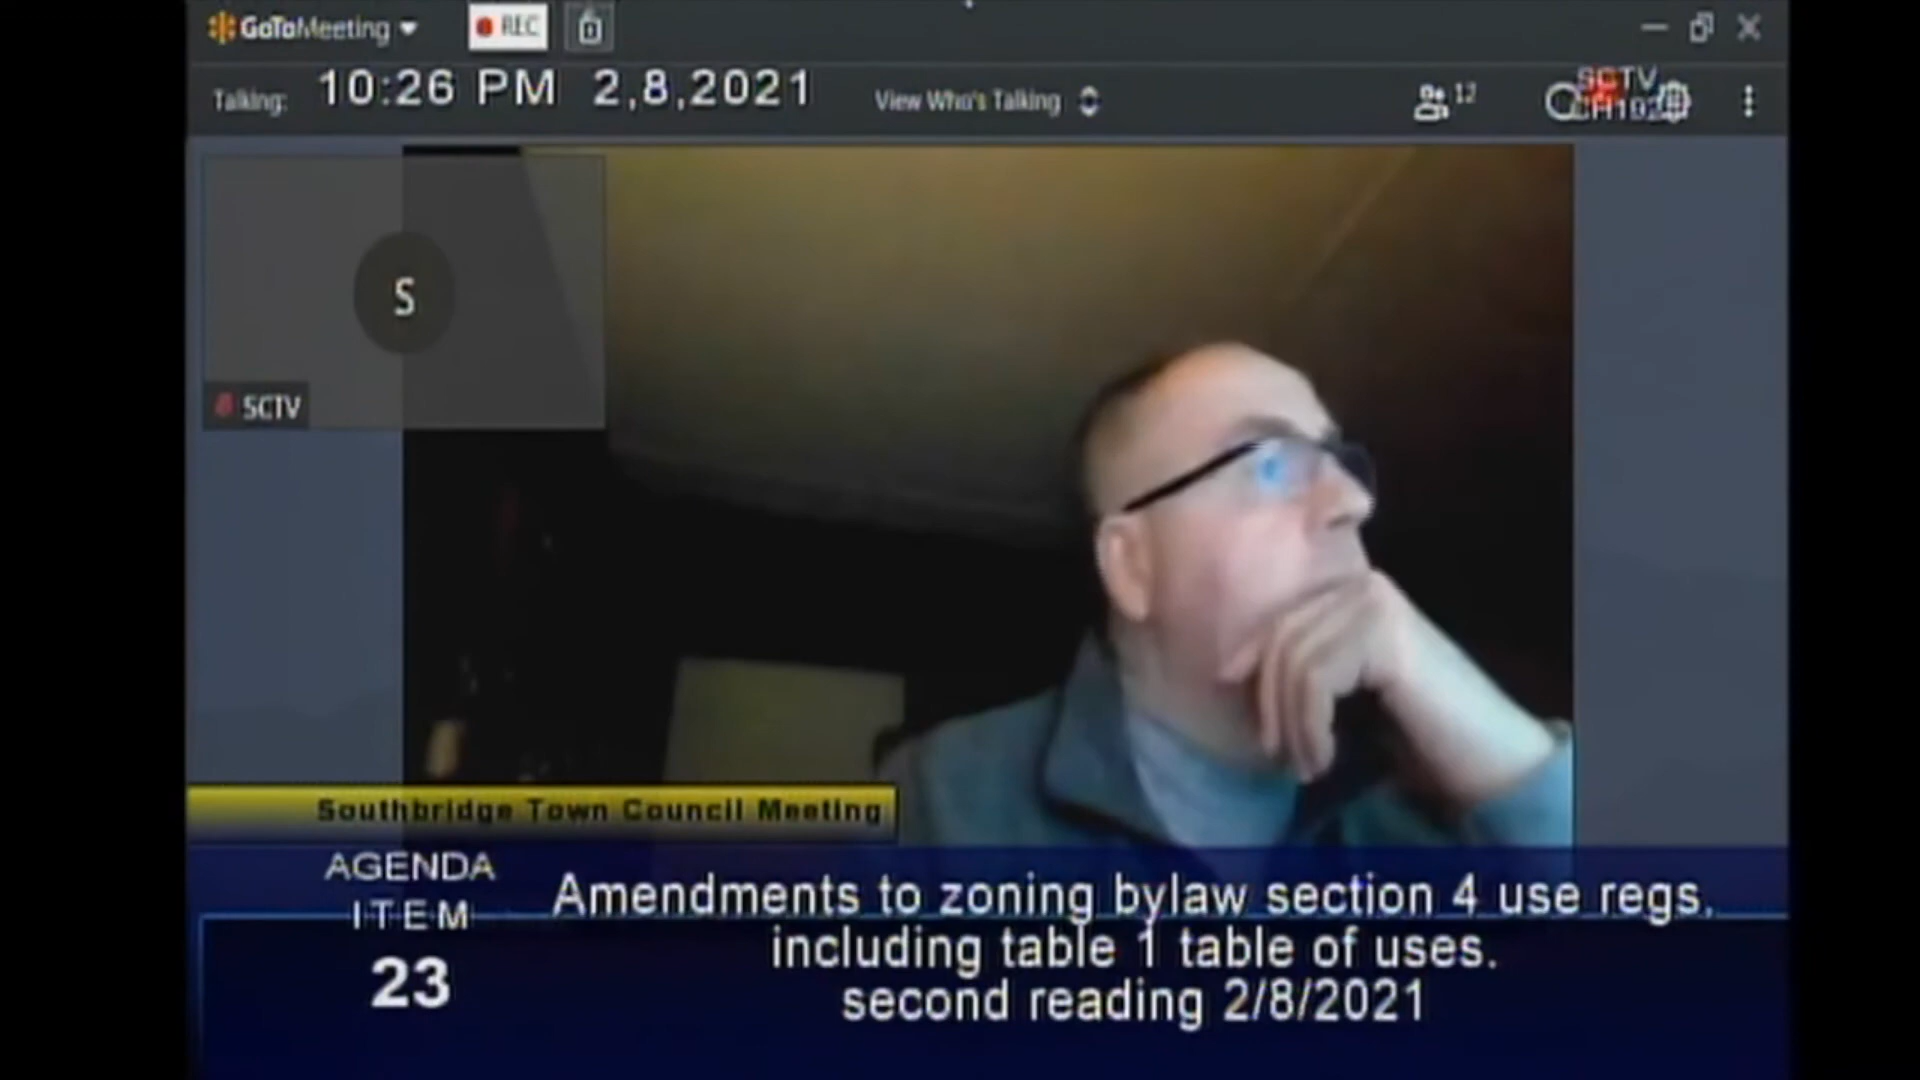 GoToMeeting
REC
Talking:
10:26 PM 2,8,2021
View Who's Talking
12
SCTV
CH192
S
SCTV
Southbridge Town Council Meeting
AGENDA
ITEM
23
Amendments to zoning bylaw section 4 use regs.
including table 1 table of uses.
second reading 2/8/2021